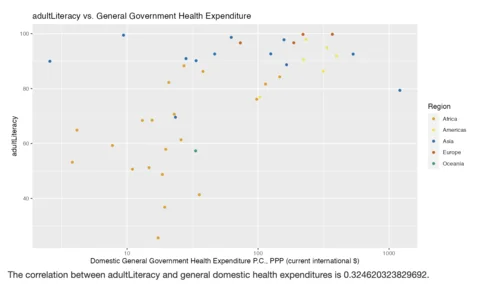 adultLiteracy vs. General Government Health Expenditure
100
80
60
40
adultLiteracy
10
100
1000
Domestic General Government Health Expenditure P.C., PPP (current international $)
Region
Africa
Americas
Asia
Europe
Oceania
The correlation between adultLiteracy and general domestic health expenditures is 0.324620323829692.